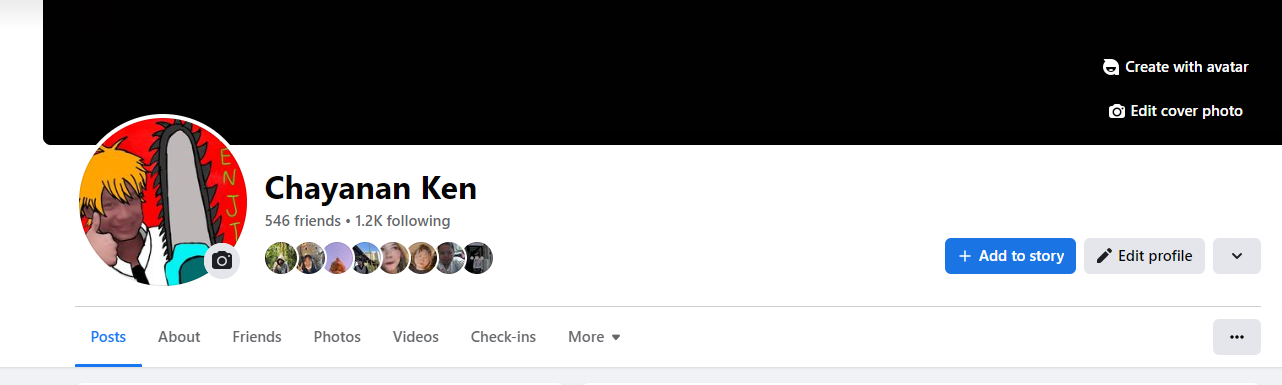 Create with avatar
Edit cover photo
ENJI
Chayanan Ken
546 friends • 1.2K following
+ Add to story
Edit profile
Posts
About
Friends
Photos
Videos
Check-ins
More